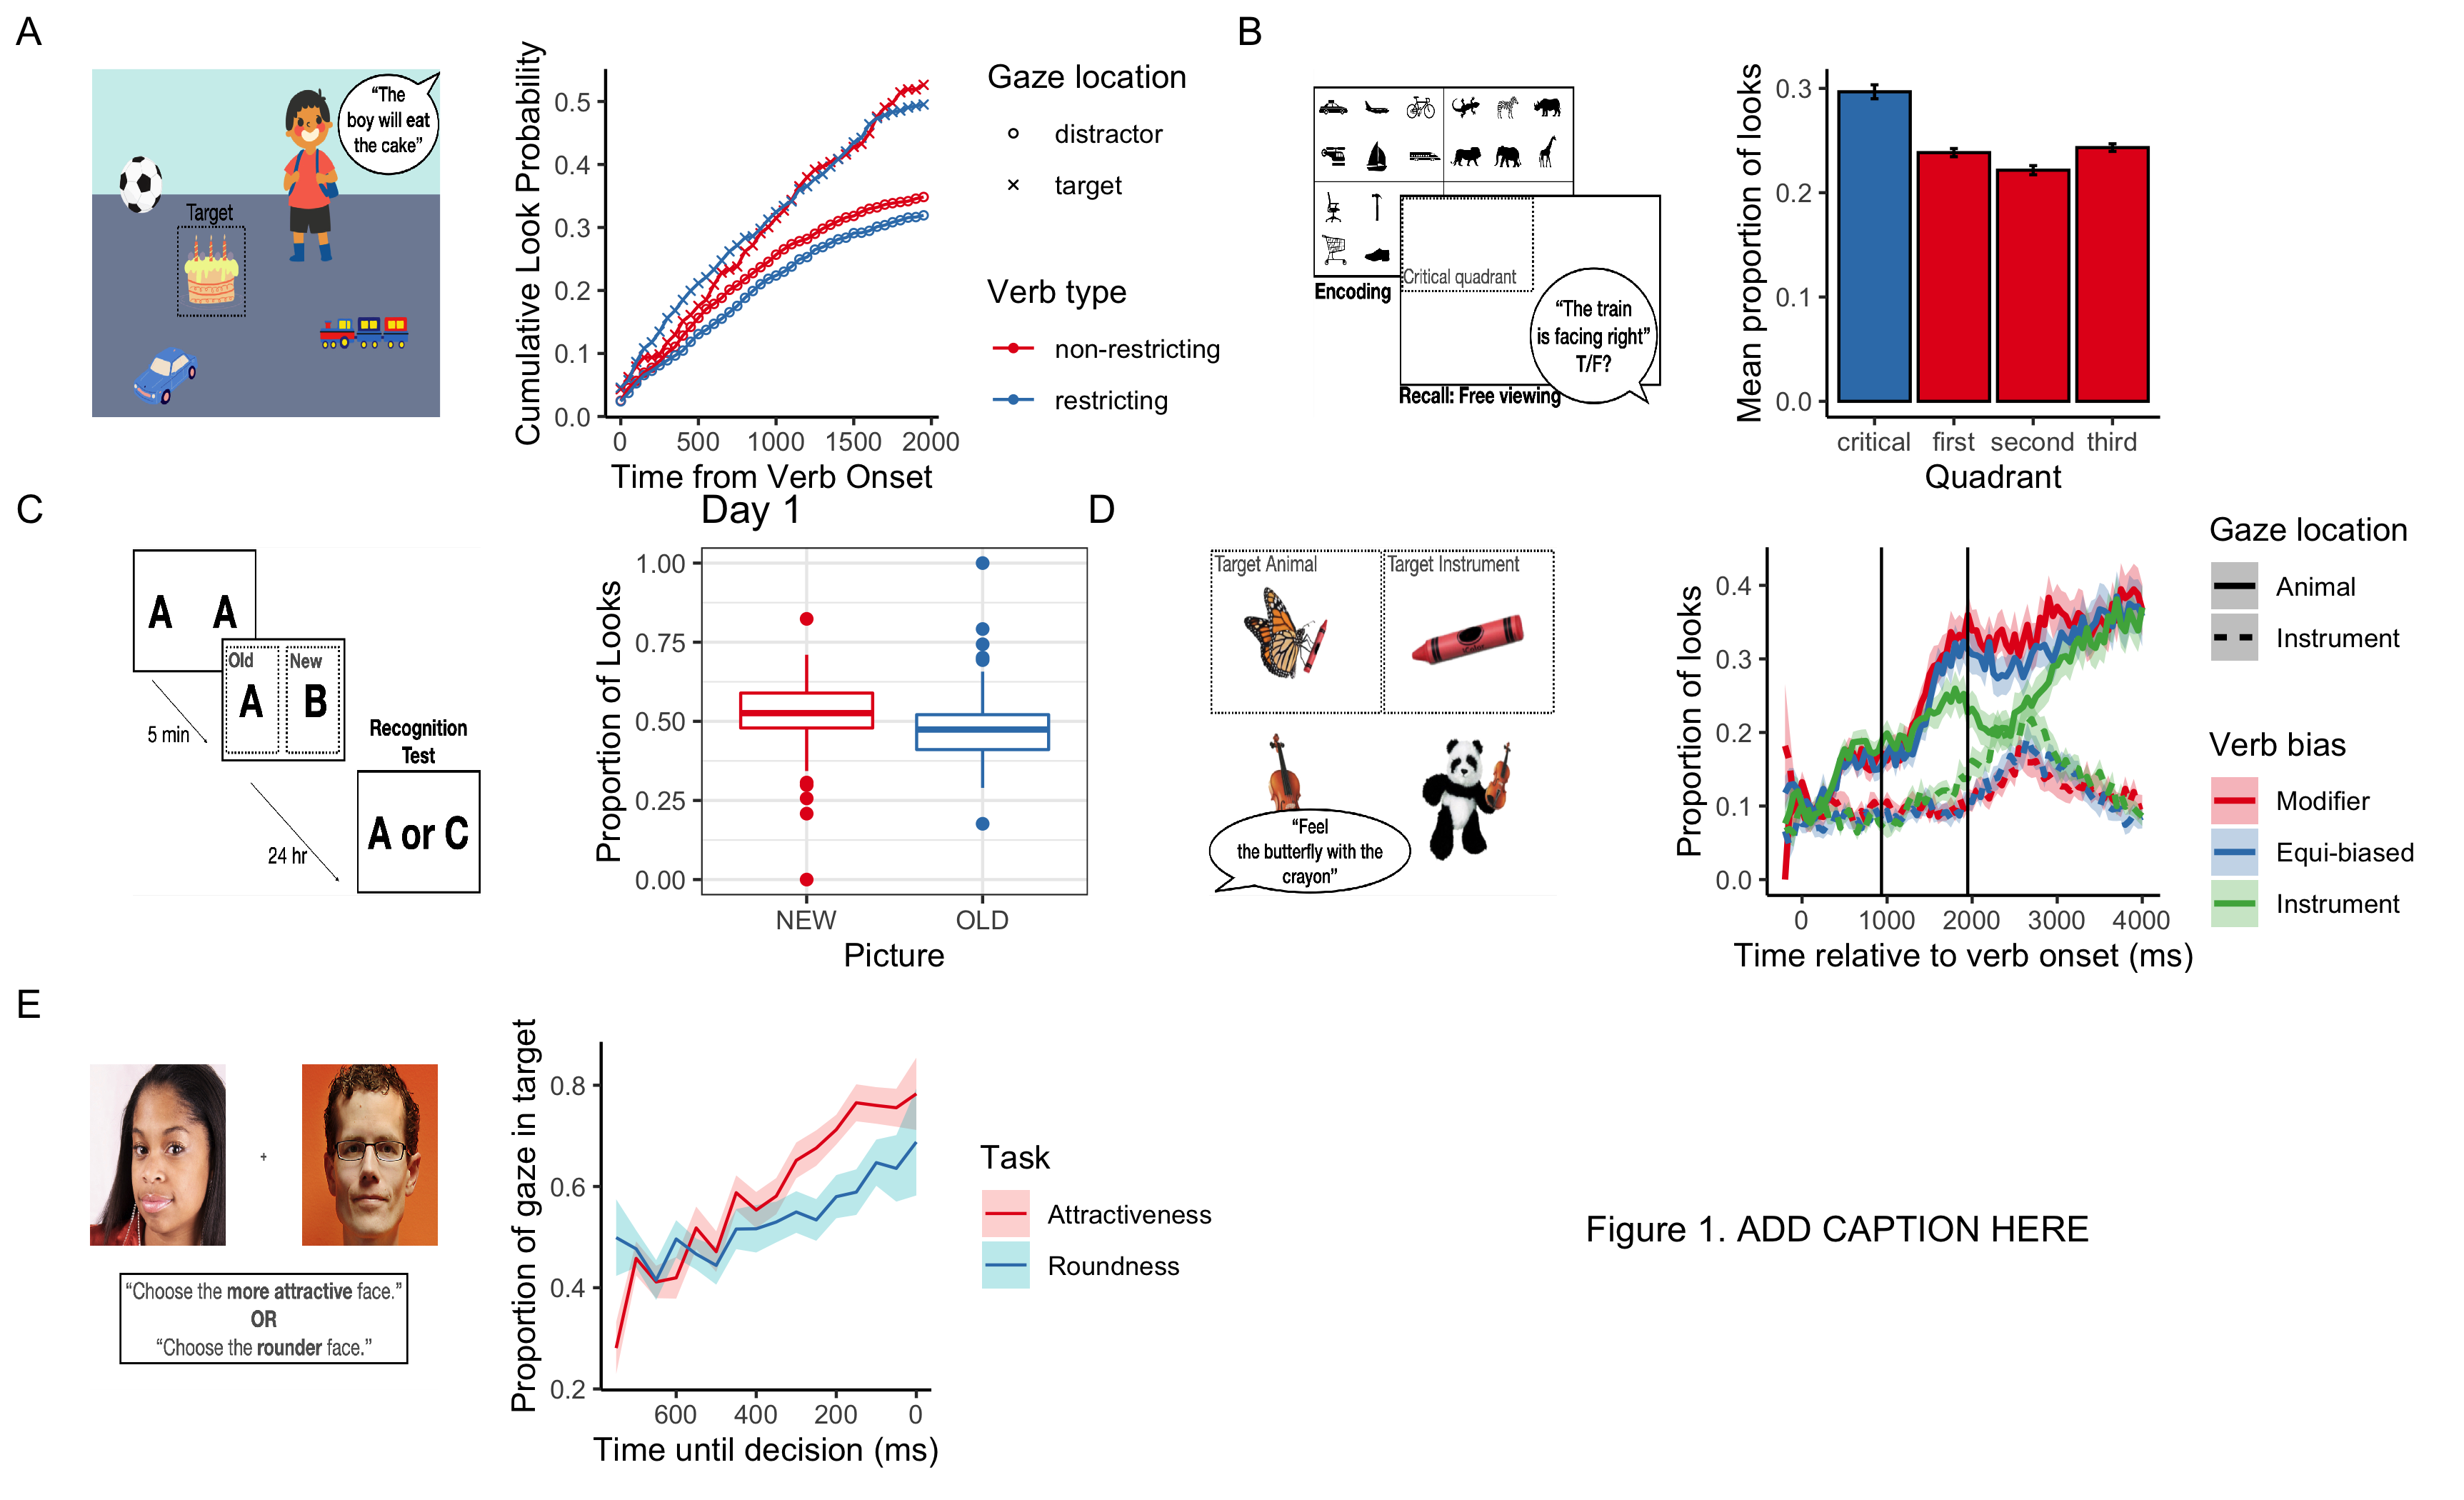 A
“The
boy will eat
the cake”
Target
Cumulative Look Probability
0.5
0.4
0.3
0.2
0.1
0.0
0 500 1000 1500 2000
Time from Verb Onset
Gaze location
distractor
target
Verb type
non-restricting
restricting
B
Encoding
Critical quadrant
“The train
is facing right”
T/F?
Recall: Free viewing
Mean proportion of looks
0.3
0.2
0.1
0.0
critical first second third
Quadrant
C
A A
Old New
A B
5 min
Recognition
Test
24 hr
A or C
Day 1
Proportion of Looks
1.00
0.75
0.50
0.25
0.00
NEW OLD
Picture
D
Target Animal Target Instrument
“Feel
the butterfly with the
crayon”
Proportion of looks
0.4
0.3
0.2
0.1
0.0
0 1000 2000 3000 4000
Time relative to verb onset (ms)
Gaze location
Animal
Instrument
Verb bias
Modifier
Equi-biased
Instrument
E
+
“Choose the more attractive face.”
OR
“Choose the rounder face.”
Proportion of gaze in target
0.8
0.6
0.4
0.2
600 400 200 0
Time until decision (ms)
Task
Attractiveness
Roundness
Figure 1. ADD CAPTION HERE